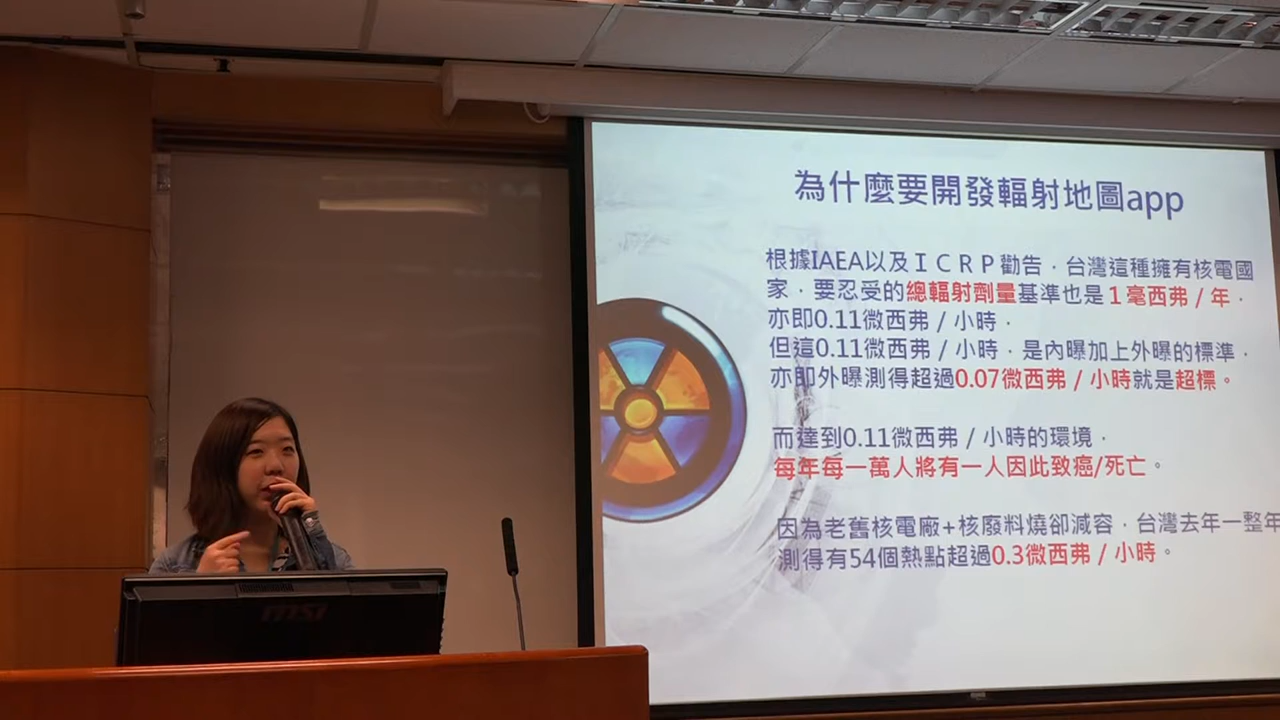 為什麼要開發輻射地圖app
根據IAEA以及ＩＣＲＰ勸告，台灣這種擁有核電國
家，要忍受的總輻射劑量基準也是１毫西弗／年，
亦即0.11微西弗／小時，
但這0.11微西弗／小時，是內曝加上外曝的標準，
亦即外曝測得超過0.07微西弗／小時就是超標。
而達到0.11微西弗／小時的環境，
每年每一萬人將有一人因此致癌/死亡。
因為老舊核電廠+核廢料燒卻減容，台灣去年一整年
測得有54個熱點超過0.3微西弗／小時。
msi